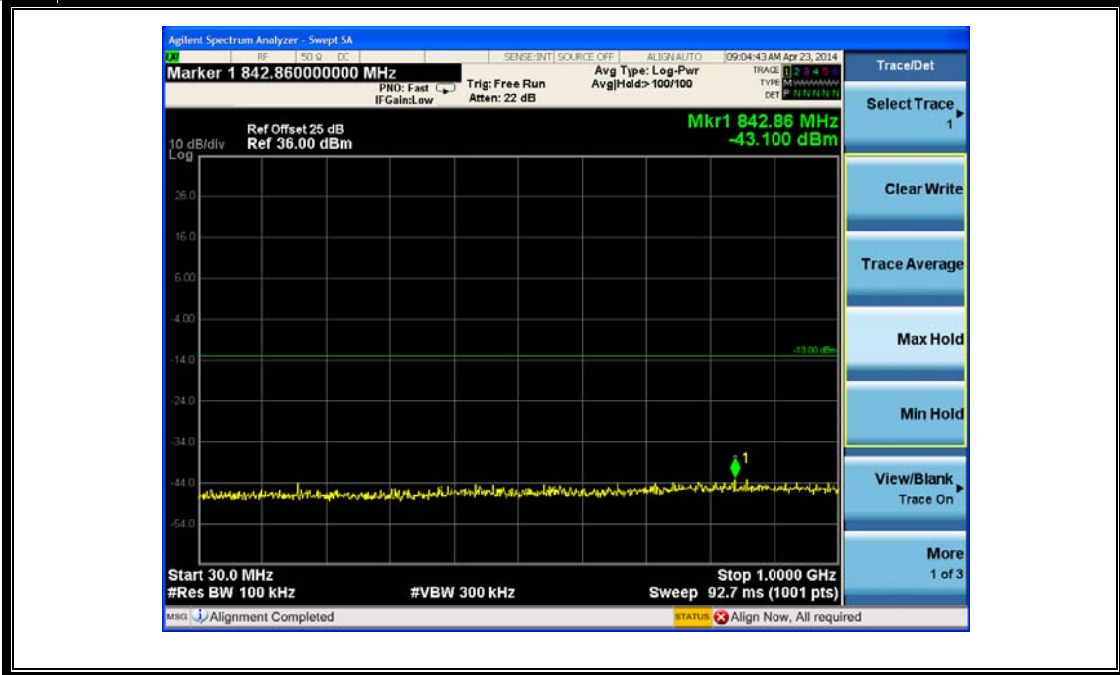 Agilent Spectrum Analyzer - Swept SA
RF 50 Ω DC SENSE:INT SOURCE OFF ALIGN AUTO 09:04:43 AM Apr 23, 2014
Marker 1 842.860000000 MHz
PNO: Fast
IFGain:Low
Trig: Free Run
Atten: 22 dB
Avg Type: Log-Pwr
Avg|Hold:> 100/100
TRACE 1 2 3 4 5 6
TYPE M
DET P N N N N N
Mkr1 842.86 MHz
-43.100 dBm
Ref Offset 25 dB
10 dB/div Ref 36.00 dBm
Log
26.0
16.0
6.00
-4.00
-13.00 dBm
-14.0
-24.0
-34.0
1
-44.0
-54.0
Start 30.0 MHz Stop 1.0000 GHz
#Res BW 100 kHz #VBW 300 kHz Sweep 92.7 ms (1001 pts)
MSG Alignment Completed STATUS Align Now, All required
Trace/Det
Select Trace
1
Clear Write
Trace Average
Max Hold
Min Hold
View/Blank
Trace On
More
1 of 3